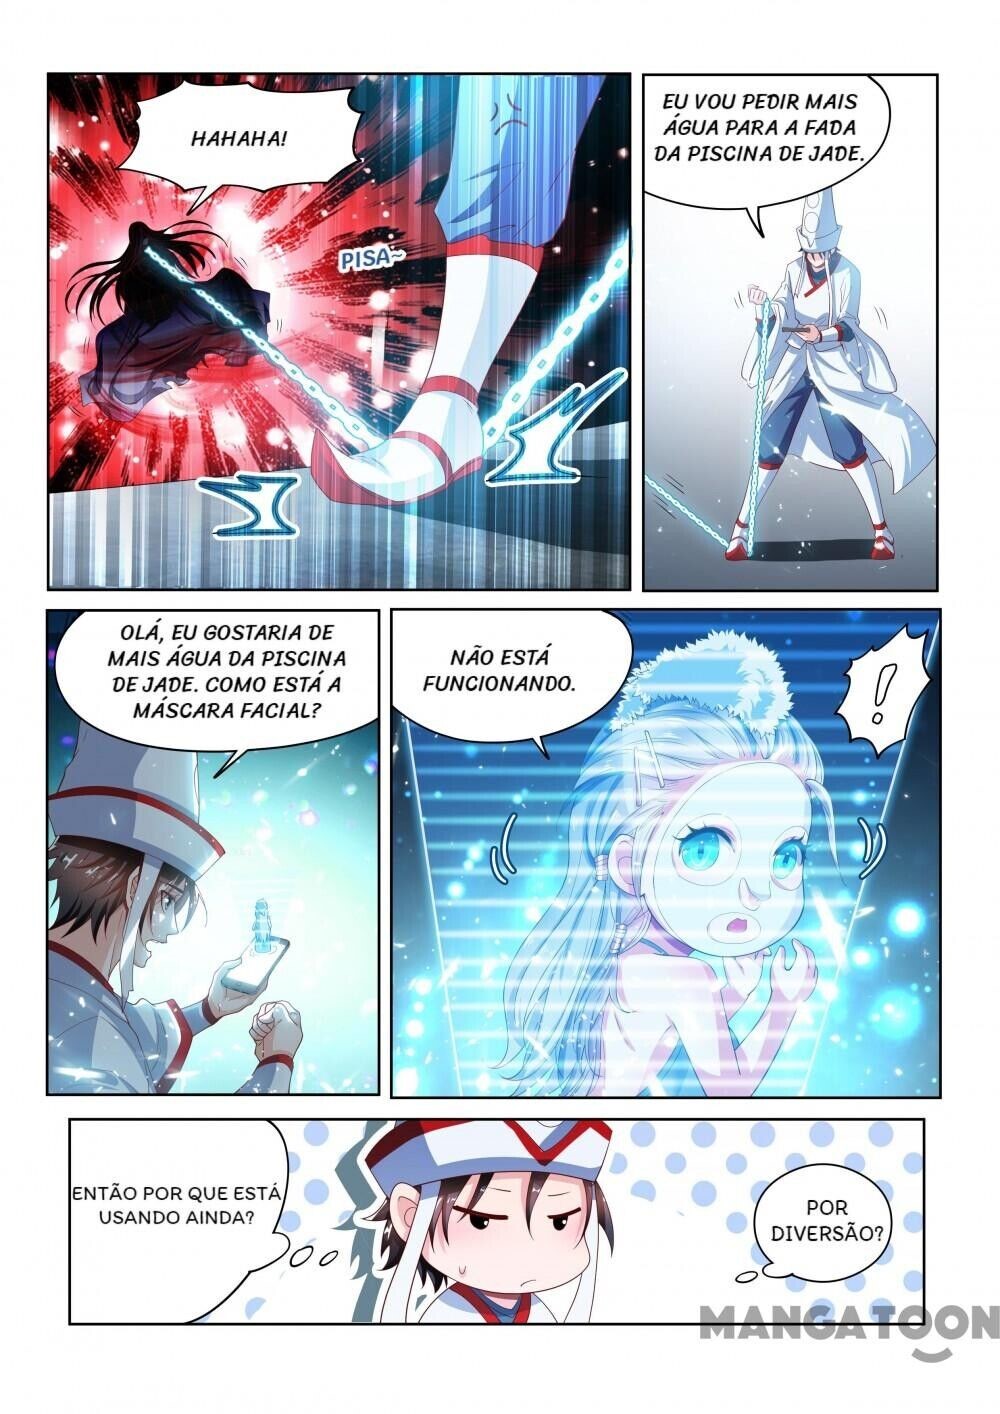 HAHAHA!
PISA~
EU VOU PEDIR MAIS
ÁGUA PARA A FADA
DA PISCINA DE JADE.
OLÁ, EU GOSTARIA DE
MAIS ÁGUA DA PISCINA
DE JADE. COMO ESTÁ A
MÁSCARA FACIAL?
NÃO ESTÁ
FUNCIONANDO.
!
ENTÃO POR QUE ESTÁ
USANDO AINDA?
POR
DIVERSÃO?
MANGATOON